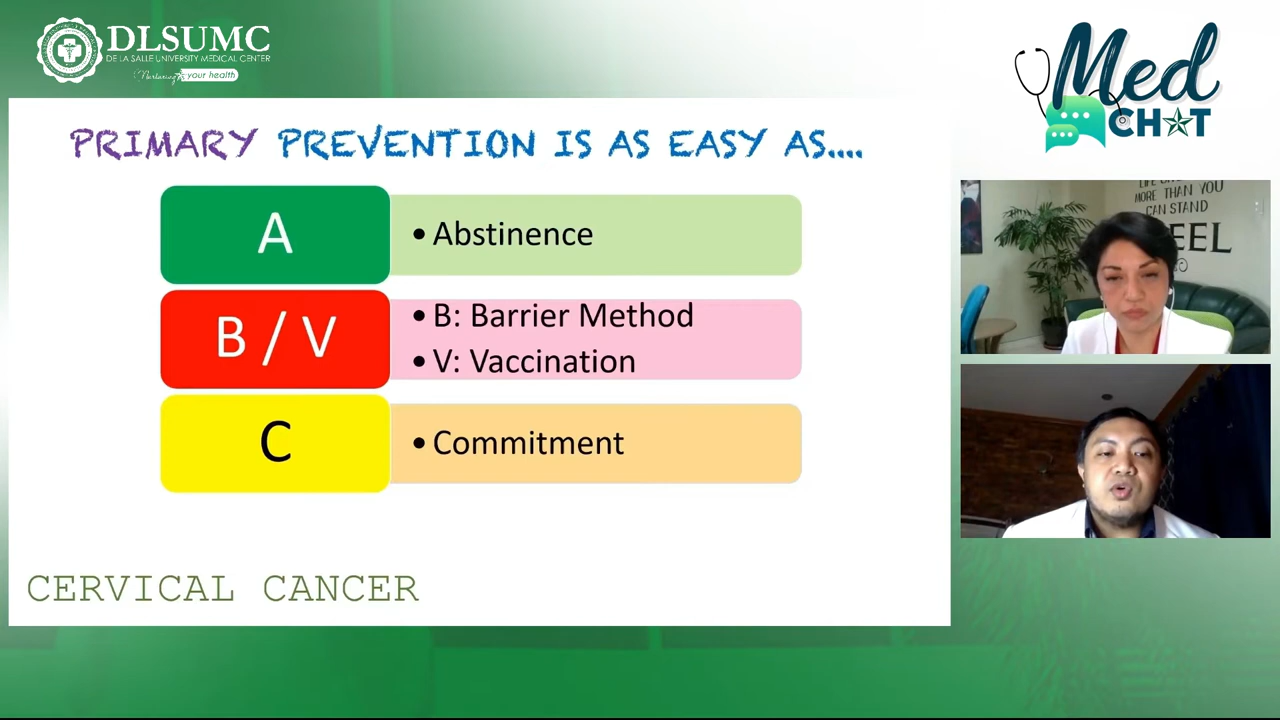 DLSUMC
DE LA SALLE UNIVERSITY MEDICAL CENTER
Nurturing your health
Med
CHAT
PRIMARY PREVENTION IS AS EASY AS....
A
• Abstinence
B / V
• B: Barrier Method
• V: Vaccination
C
• Commitment
CERVICAL CANCER
MORE THAN YOU
CAN STAND